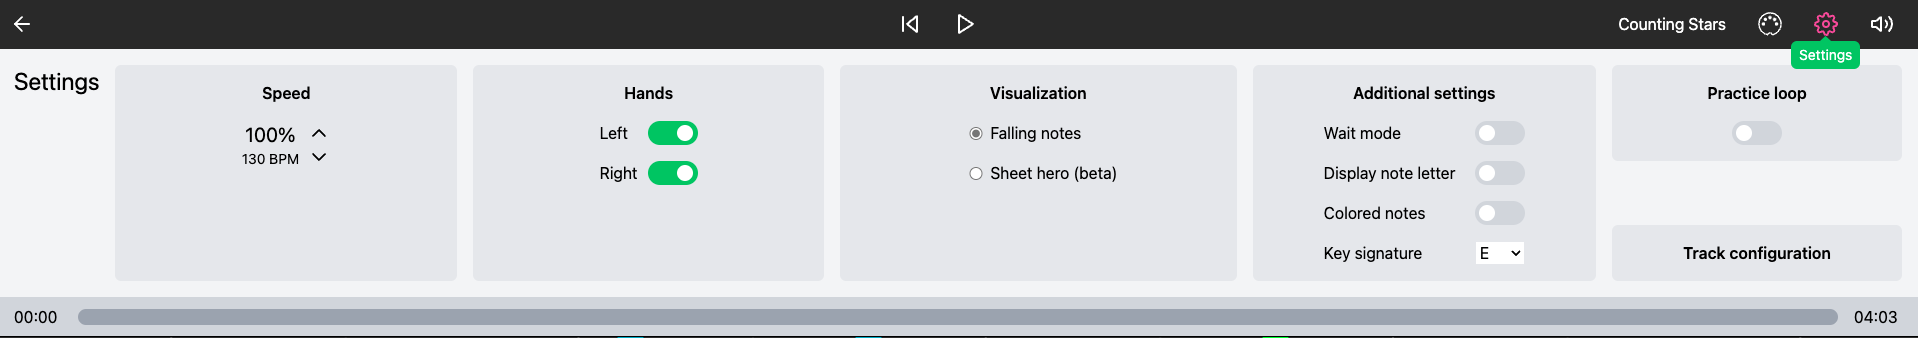 Counting Stars
Settings
Settings
Speed
100%
130 BPM
Hands
Left
Right
Visualization
Falling notes
Sheet hero (beta)
Additional settings
Wait mode
Display note letter
Colored notes
Key signature E
Practice loop
Track configuration
00:00 04:03